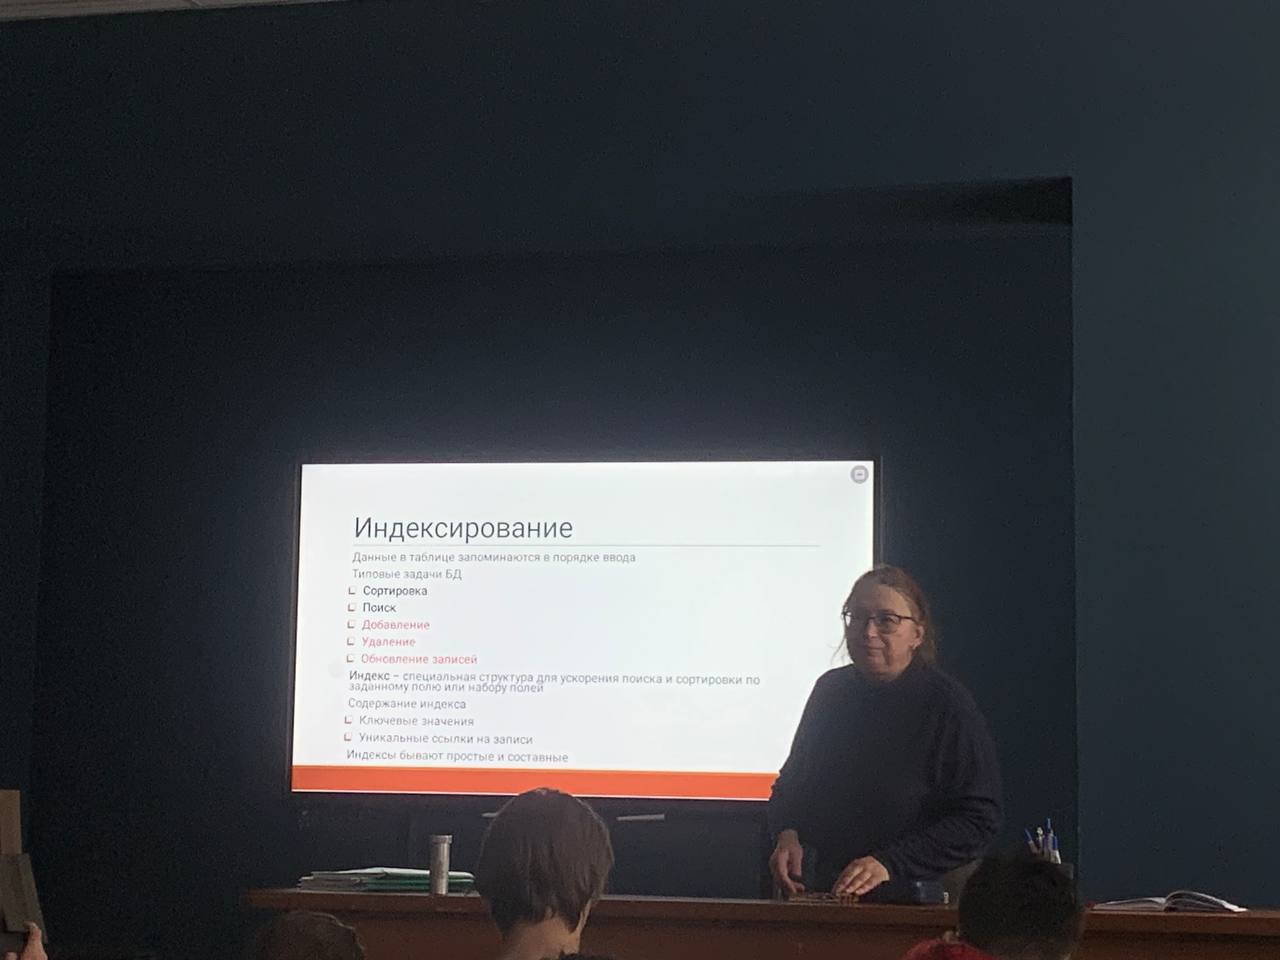 Индексирование
Данные в таблице запоминаются в порядке ввода
Типовые задачи БД
Сортировка
Поиск
Добавление
Удаление
Обновление записей
Индекс – специальная структура для ускорения поиска и сортировки по
заданному полю или набору полей
Содержание индекса
Ключевые значения
Уникальные ссылки на записи
Индексы бывают простые и составные